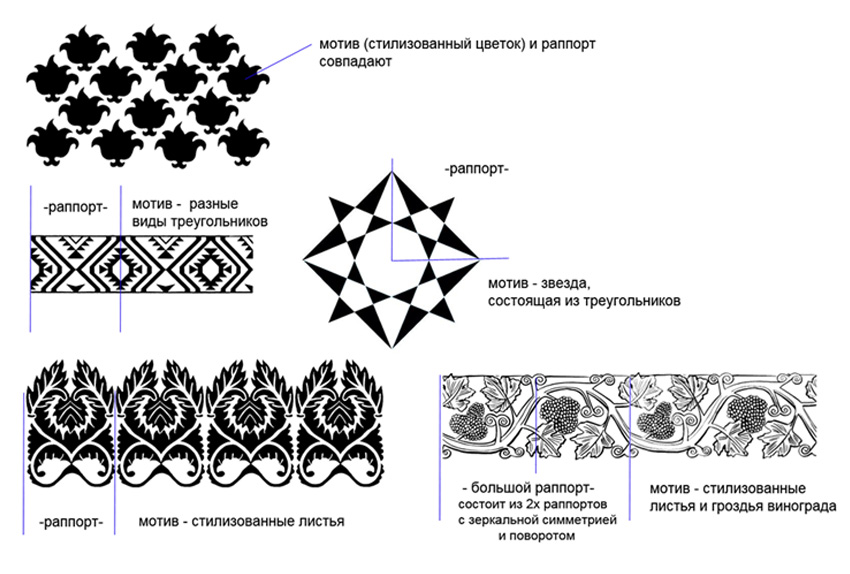 мотив (стилизованный цветок) и раппорт
совпадают
-раппорт-
-раппорт-
мотив - разные
виды треугольников
мотив - звезда,
состоящая из треугольников
-раппорт-
мотив - стилизованные листья
- большой раппорт-
состоит из 2х раппортов
с зеркальной симметрией
и поворотом
мотив - стилизованные
листья и гроздья винограда